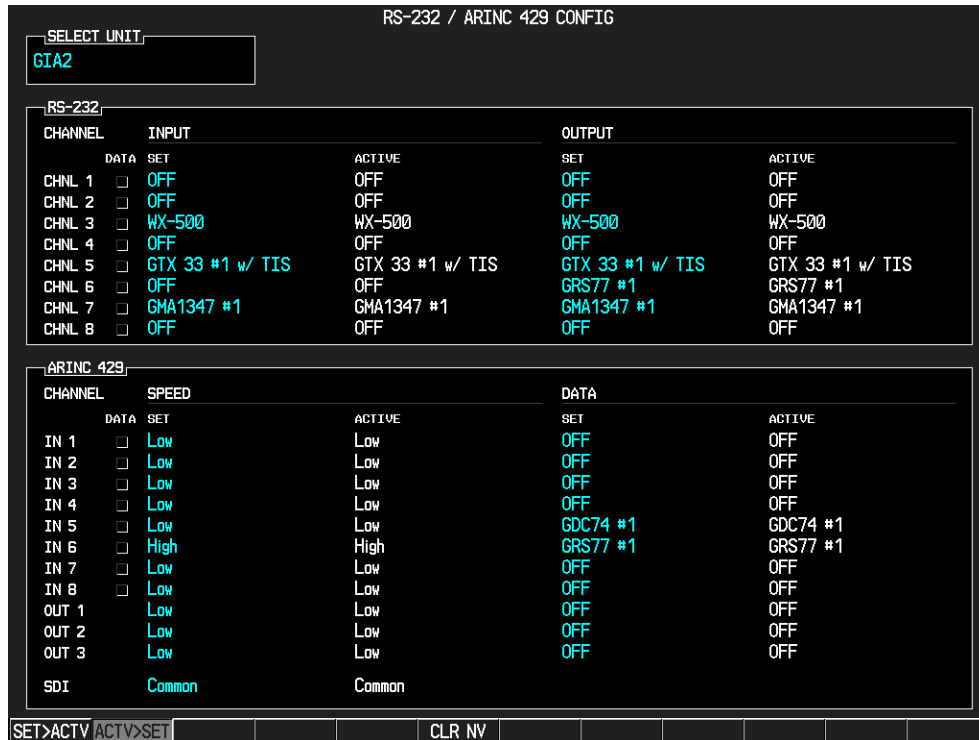 RS-232 / ARINC 429 CONFIG
SELECT UNIT
GIA2
RS-232
CHANNEL INPUT OUTPUT
DATA SET ACTIVE SET ACTIVE
CHNL 1 OFF OFF OFF OFF
CHNL 2 OFF OFF OFF OFF
CHNL 3 WX-500 WX-500 WX-500 WX-500
CHNL 4 OFF OFF OFF OFF
CHNL 5 GTX 33 #1 w/ TIS GTX 33 #1 w/ TIS GTX 33 #1 w/ TIS GTX 33 #1 w/ TIS
CHNL 6 OFF OFF GRS77 #1 GRS77 #1
CHNL 7 GMA1347 #1 GMA1347 #1 GMA1347 #1 GMA1347 #1
CHNL 8 OFF OFF OFF OFF
ARINC 429
CHANNEL SPEED DATA
DATA SET ACTIVE SET ACTIVE
IN 1 Low Low OFF OFF
IN 2 Low Low OFF OFF
IN 3 Low Low OFF OFF
IN 4 Low Low OFF OFF
IN 5 Low Low GDC74 #1 GDC74 #1
IN 6 High High GRS77 #1 GRS77 #1
IN 7 Low Low OFF OFF
IN 8 Low Low OFF OFF
OUT 1 Low Low OFF OFF
OUT 2 Low Low OFF OFF
OUT 3 Low Low OFF OFF
SDI Common Common
SET>ACTV ACTV>SET CLR NV